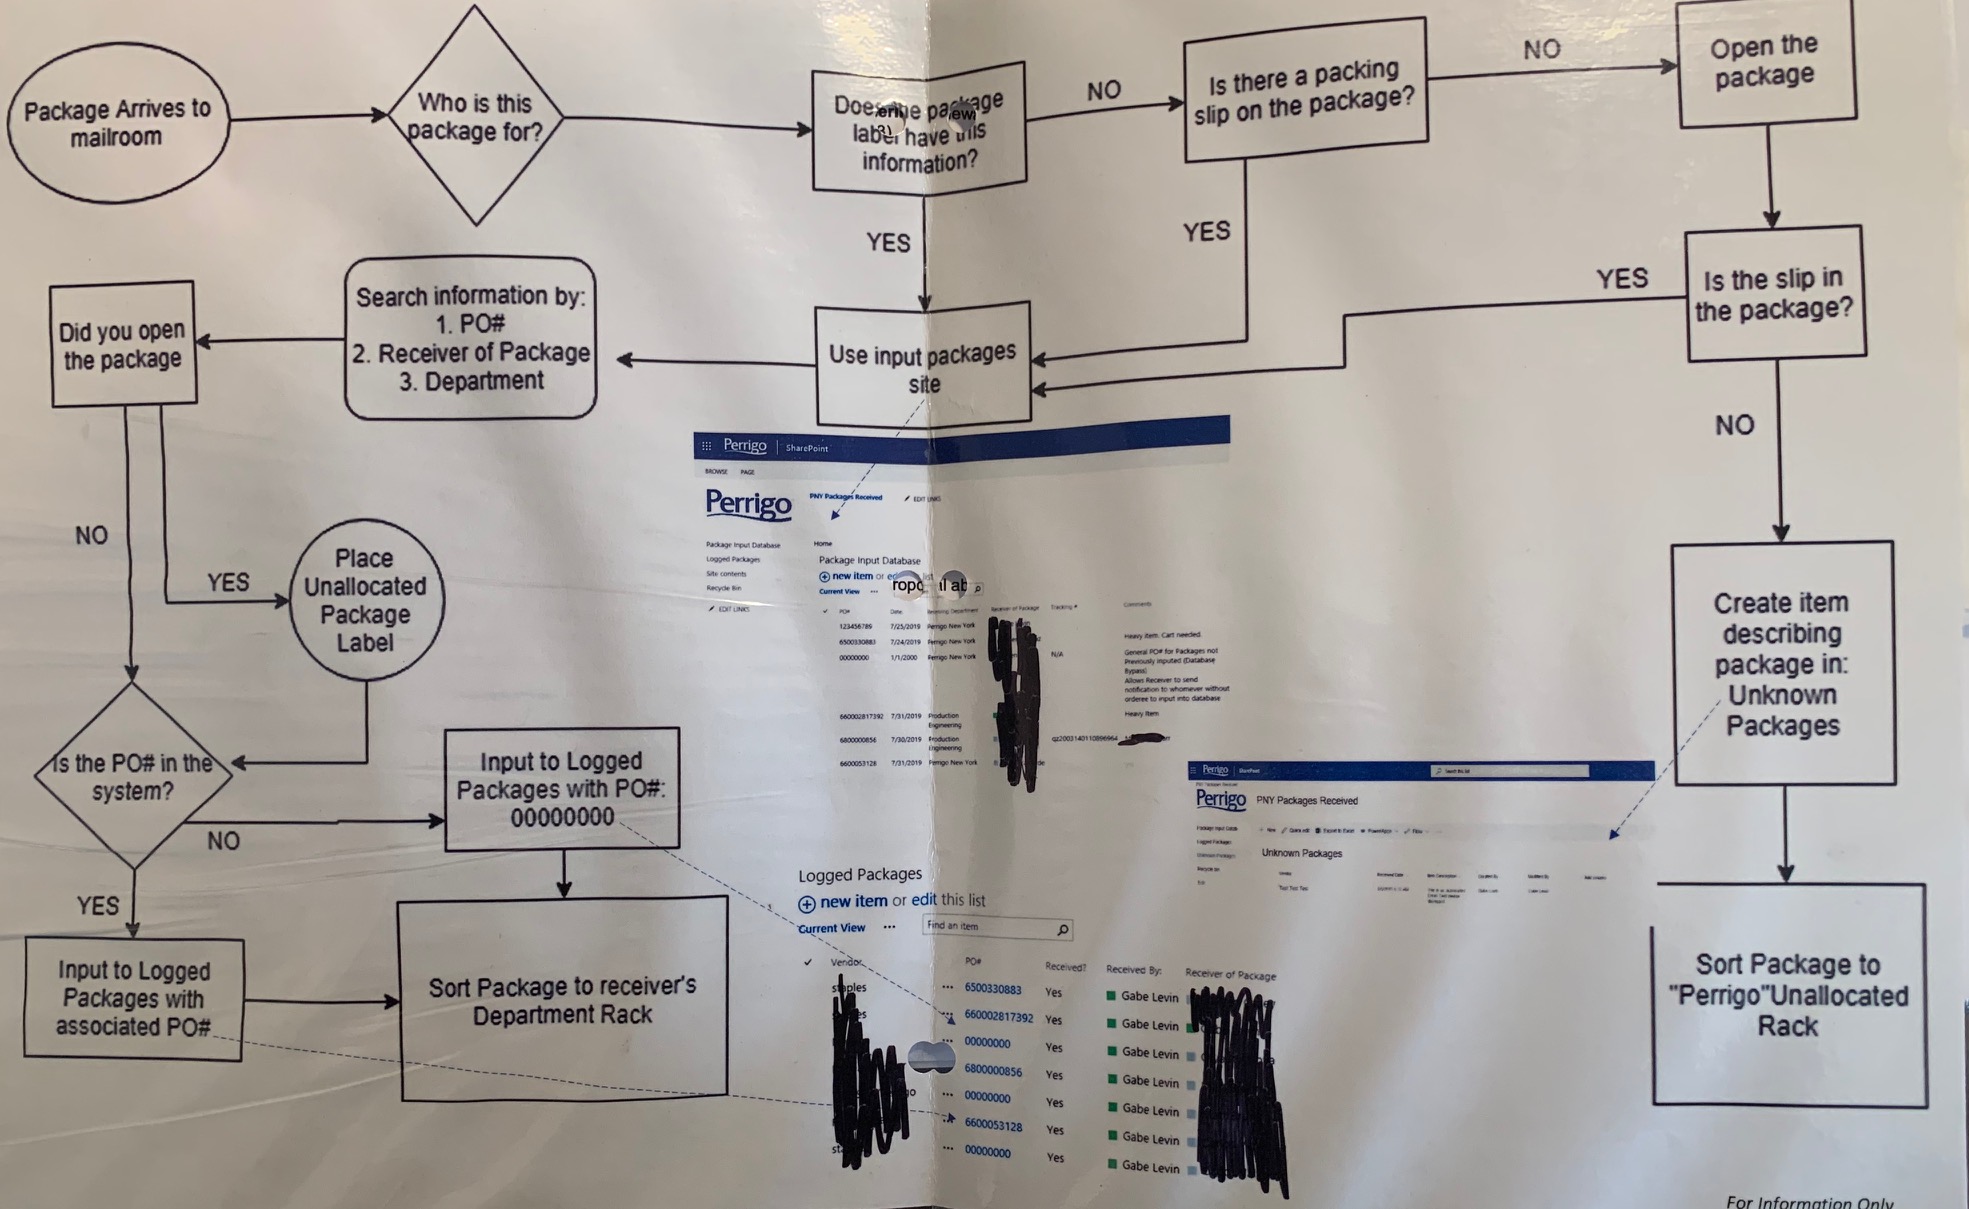 Package Arrives to
mailroom
Who is this
package for?
Does the package
label have this
information?
NO
Is there a packing
slip on the package?
NO
Open the
package
YES
YES
YES
Is the slip in
the package?
NO
Did you open
the package
Search information by:
1. PO#
2. Receiver of Package
3. Department
Use input packages
site
NO
YES
Place
Unallocated
Package
Label
Is the PO# in the
system?
NO
YES
Input to Logged
Packages with PO#:
00000000
Input to Logged
Packages with
associated PO#
Sort Package to receiver's
Department Rack
Create item
describing
package in:
Unknown
Packages
Sort Package to
"Perrigo"Unallocated
Rack
Perrigo SharePoint
BROWSE PAGE
Perrigo
PNY Packages Received
EDIT LINKS
Package Input Database
Logged Packages
Site contents
Recycle Bin
EDIT LINKS
Home
Package Input Database
new item or
Current View ...
ropo il ab
PO# Date Receiving Department Receiver of Package Tracking # Comments
123456789 7/25/2019 Perrigo New York
6500330883 7/24/2019 Perrigo New York Heavy item. Cart needed.
00000000 1/1/2000 Perrigo New York N/A General PO# for Packages not
Previously inputed (Database
Bypass)
Allows Receiver to send
notification to whomever without
orderee to input into database
660002817392 7/31/2019 Production
Engineering Heavy Item
6800000856 7/30/2019 Production
Engineering
6600053128 7/31/2019 Perrigo New York
Perrigo SharePoint
Perrigo PNY Packages Received
Unknown Packages
Logged Packages
new item or edit this list
Current View ... Find an item
Vendor PO# Received? Received By: Receiver of Package
staples ... 6500330883 Yes Gabe Levin
... 660002817392 Yes Gabe Levin
... 00000000 Yes Gabe Levin
6800000856 Yes Gabe Levin
... 00000000 Yes Gabe Levin
... 6600053128 Yes Gabe Levin
... 00000000 Yes Gabe Levin
For Information Only